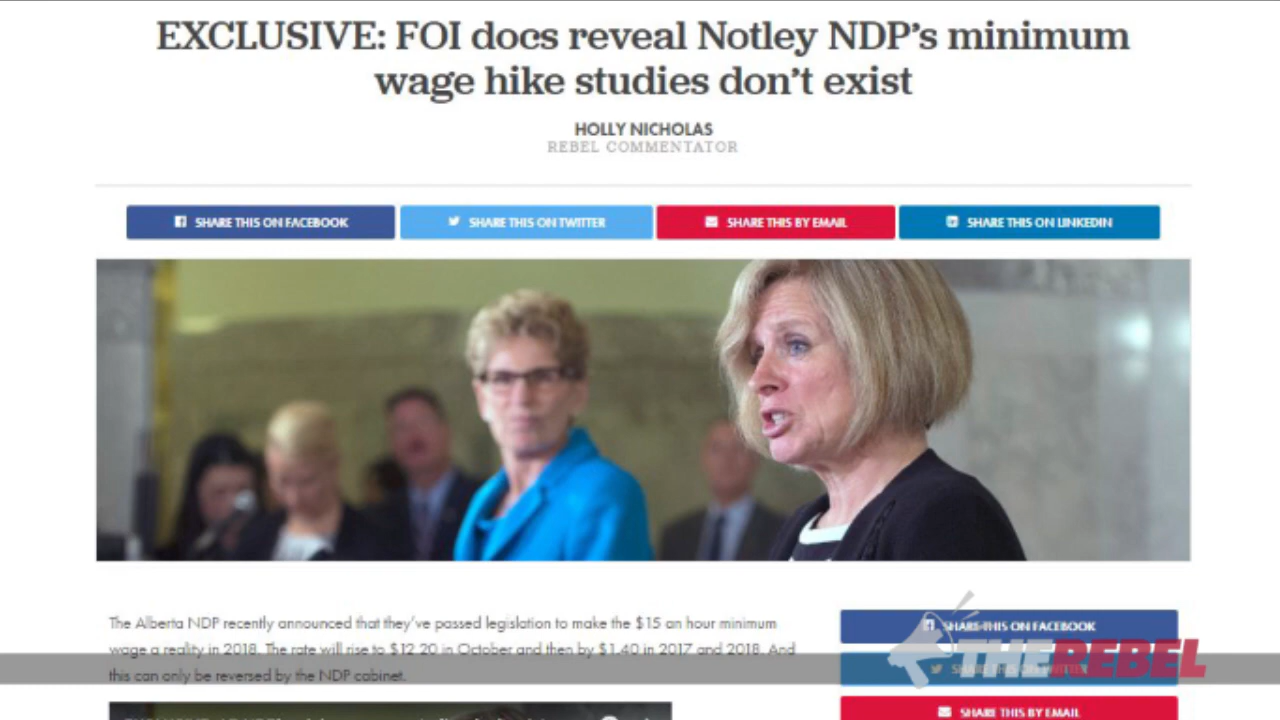 EXCLUSIVE: FOI docs reveal Notley NDP's minimum
wage hike studies don't exist
HOLLY NICHOLAS
REBEL COMMENTATOR
SHARE THIS ON FACEBOOK
SHARE THIS ON TWITTER
SHARE THIS BY EMAIL
SHARE THIS ON LINKEDIN
The Alberta NDP recently announced that they've passed legislation to make the $15 an hour minimum
wage a reality in 2018. The rate will rise to $12.20 in October and then by $1.40 in 2017 and 2018. And
this can only be reversed by the NDP cabinet.
SHARE THIS ON FACEBOOK
SHARE THIS ON TWITTER
THE REBEL
SHARE THIS BY EMAIL